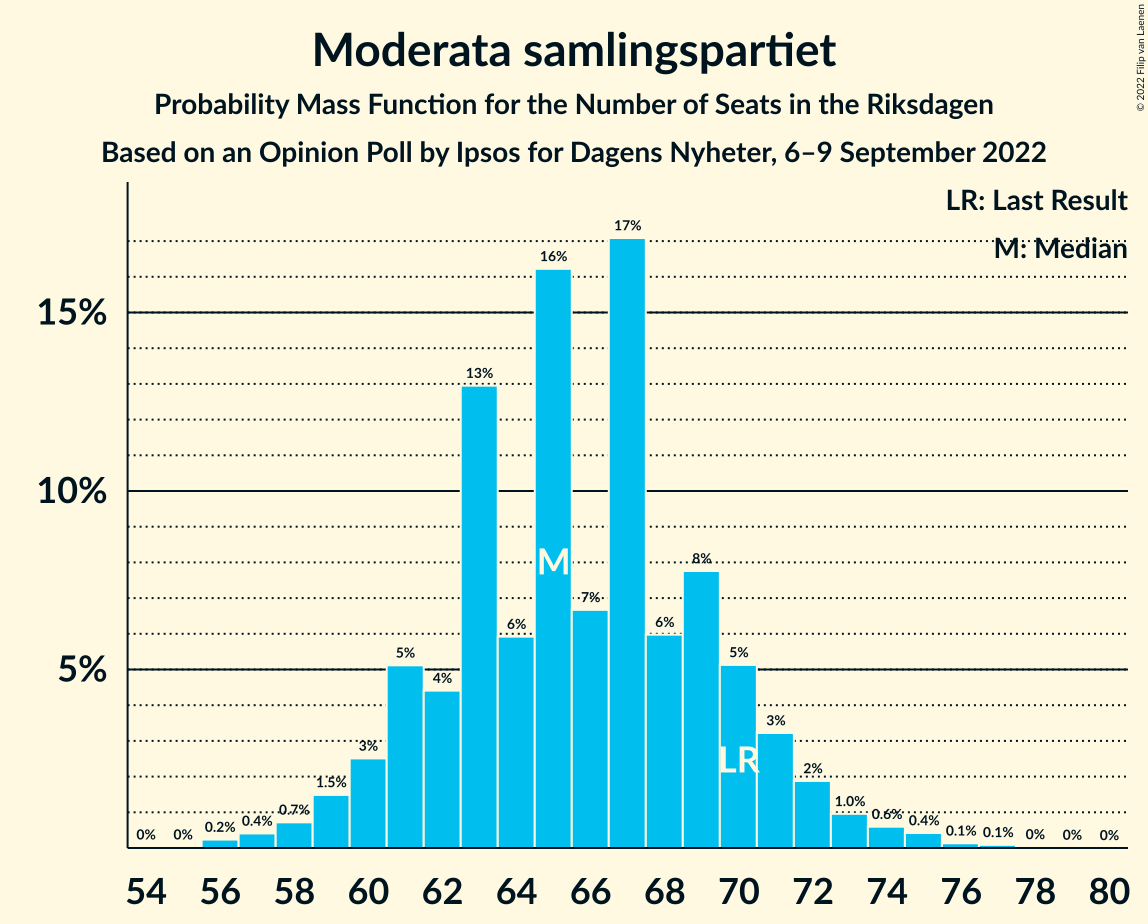 Moderata samlingspartiet
Probability Mass Function for the Number of Seats in the Riksdagen
Based on an Opinion Poll by Ipsos for Dagens Nyheter, 6–9 September 2022
© 2022 Filip van Laenen
LR: Last Result
M: Median
15%
10%
5%
0% 0% 0.2% 0.4% 0.7% 1.5% 3% 5% 4% 13% 6% 16% 7% 17% 6% 8% 5% 3% 2% 1.0% 0.6% 0.4% 0.1% 0.1% 0% 0% 0%
M
LR
54 56 58 60 62 64 66 68 70 72 74 76 78 80